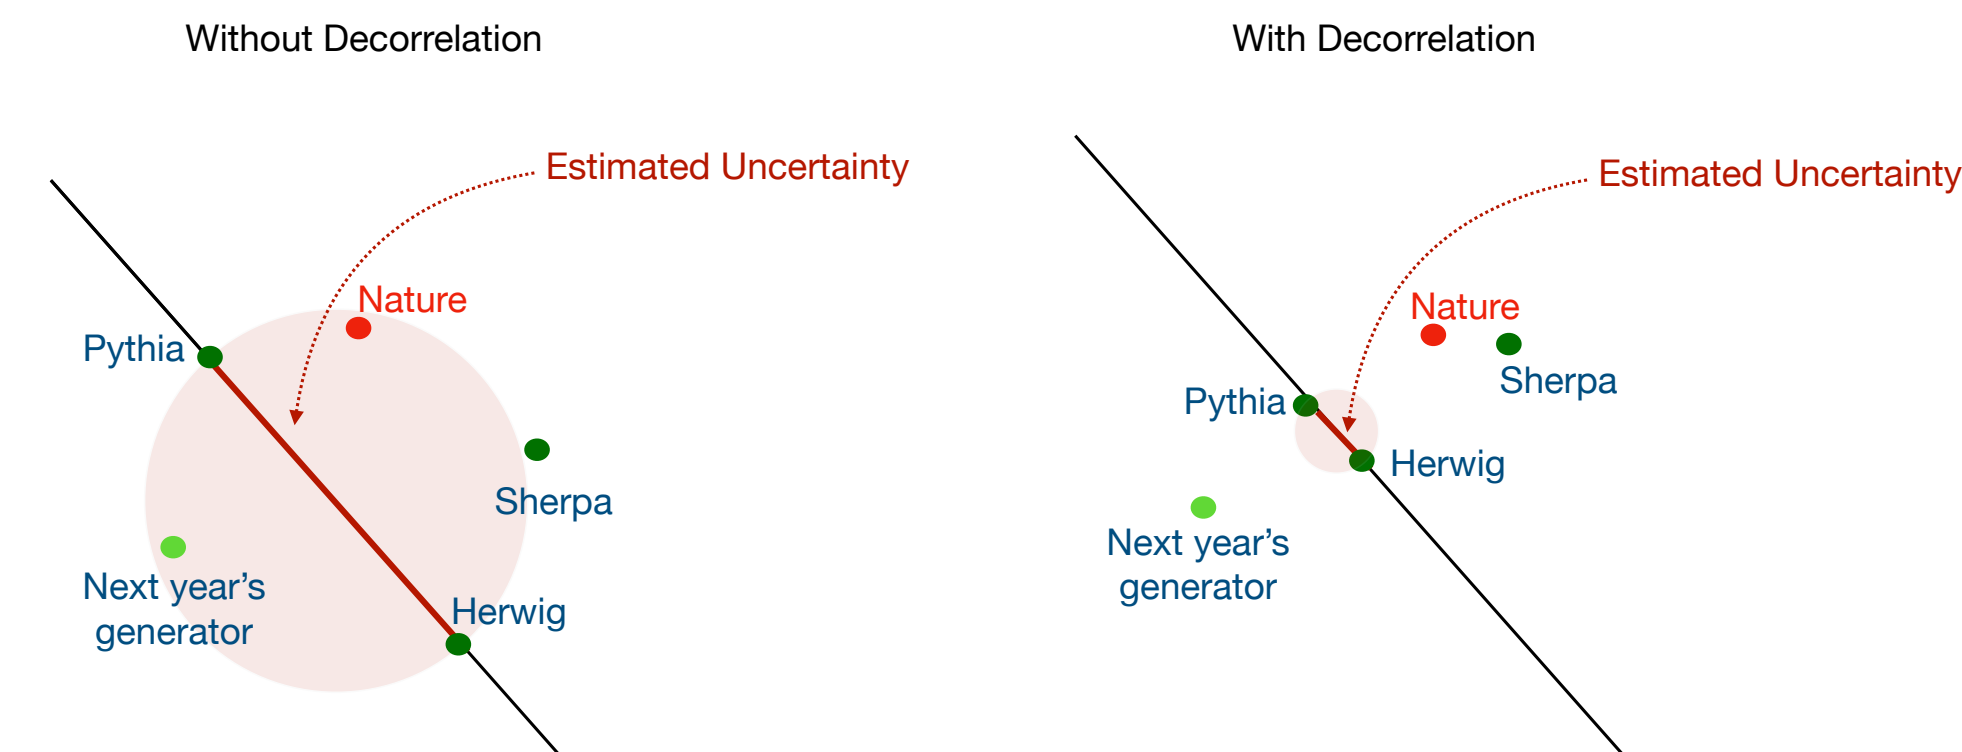 Without Decorrelation
Estimated Uncertainty
Nature
Pythia
Sherpa
Next year’s
generator
Herwig
With Decorrelation
Estimated Uncertainty
Nature
Sherpa
Pythia
Herwig
Next year’s
generator